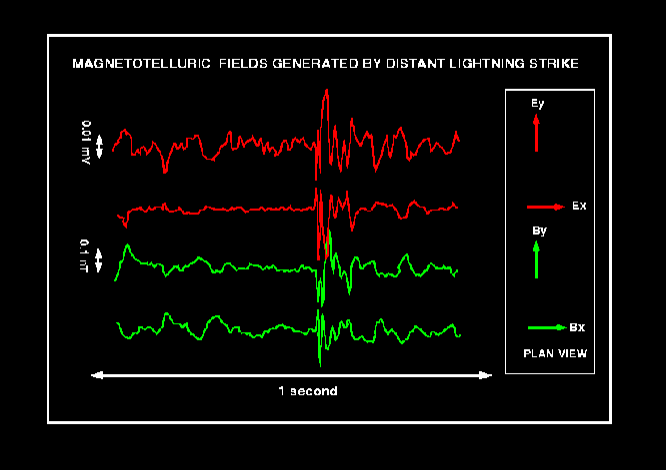 MAGNETOTELLURIC FIELDS GENERATED BY DISTANT LIGHTNING STRIKE
Ey
0.01 mV
Ex
By
0.1 nT
Bx
PLAN VIEW
1 second